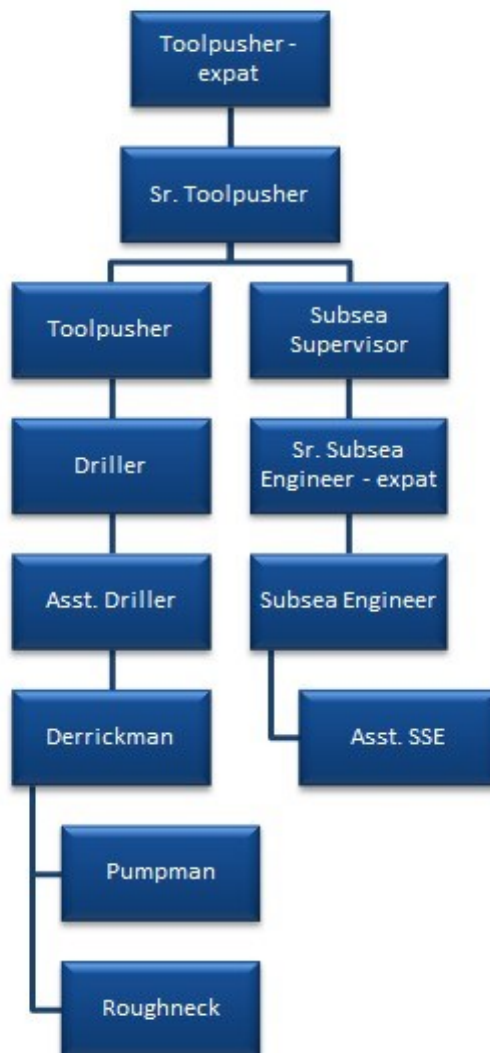 Toolpusher -
expat
Sr. Toolpusher
Toolpusher
Subsea
Supervisor
Driller
Sr. Subsea
Engineer - expat
Asst. Driller
Subsea Engineer
Derrickman
Asst. SSE
Pumpman
Roughneck